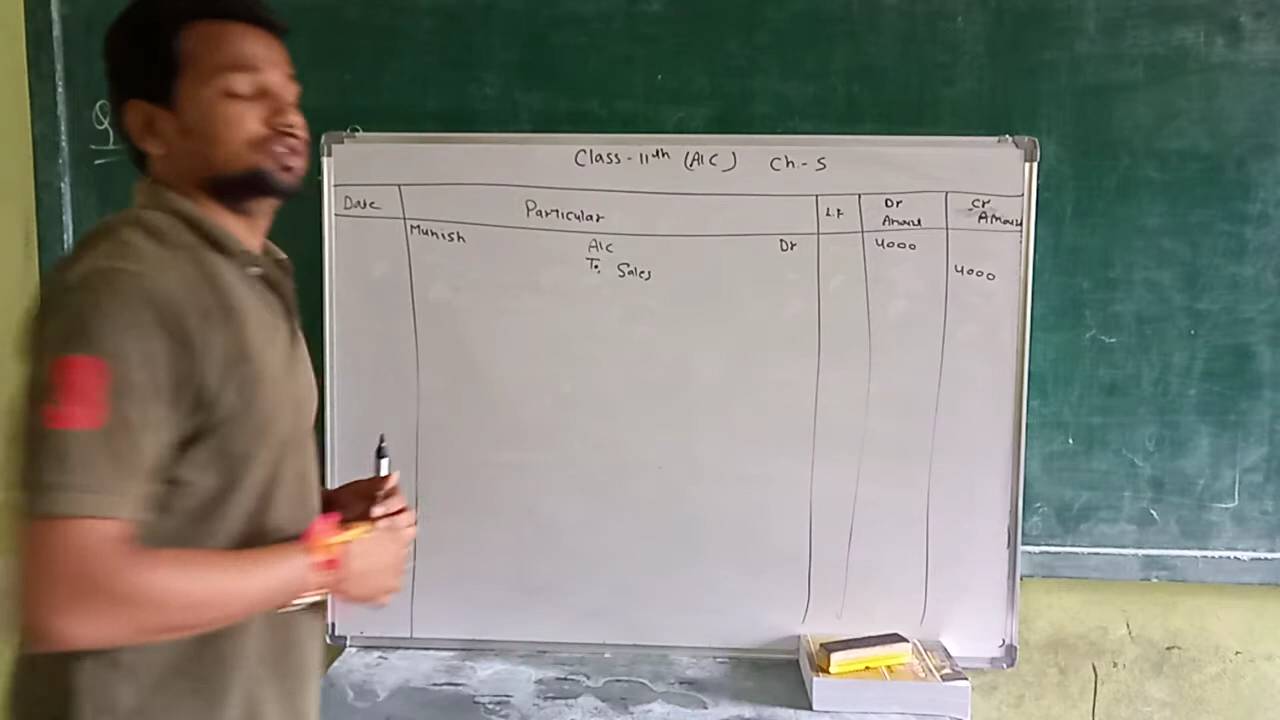 Class-11th (A/C) Ch.-5
Date Particular L.F Dr Amount Cr Amount
Munish A/c Dr 4000
To Sales 4000